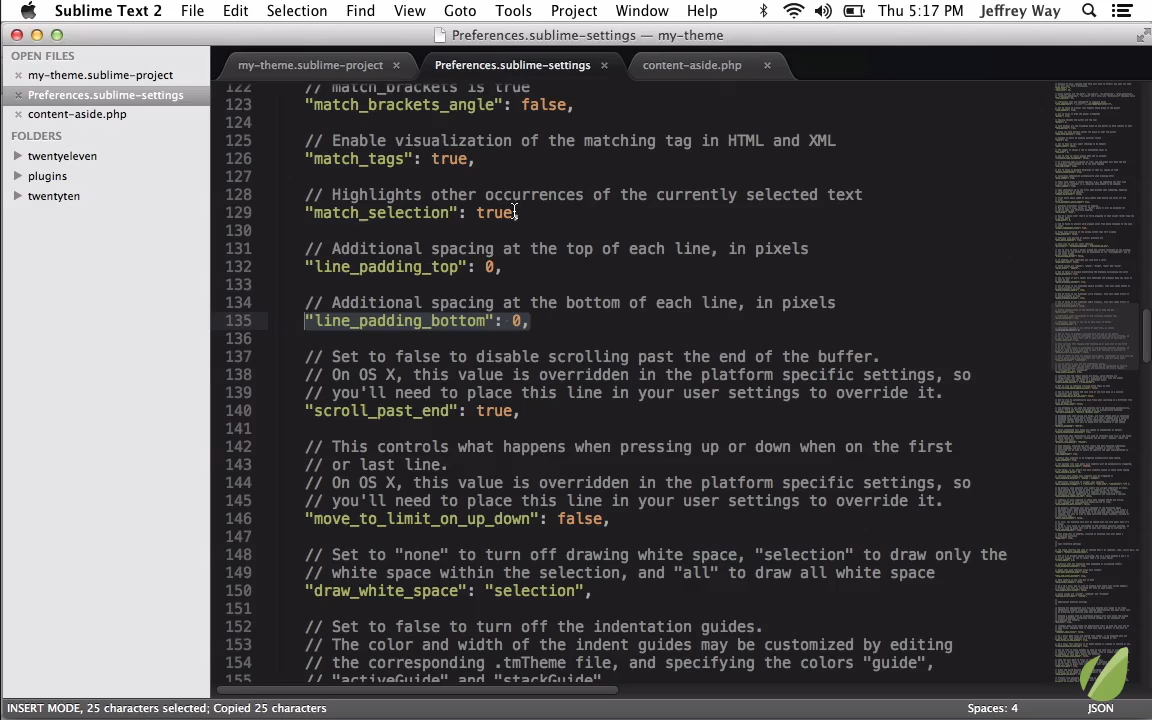 Sublime Text 2 File Edit Selection Find View Goto Tools Project Window Help Thu 5:17 PM Jeffrey Way
Preferences.sublime-settings — my-theme
OPEN FILES
my-theme.sublime-project
Preferences.sublime-settings
content-aside.php
FOLDERS
twentyeleven
plugins
twentyten
my-theme.sublime-project × Preferences.sublime-settings × content-aside.php ×
122 // match_brackets is true
123 "match_brackets_angle": false,
124
125 // Enable visualization of the matching tag in HTML and XML
126 "match_tags": true,
127
128 // Highlights other occurrences of the currently selected text
129 "match_selection": true,
130
131 // Additional spacing at the top of each line, in pixels
132 "line_padding_top": 0,
133
134 // Additional spacing at the bottom of each line, in pixels
135 "line_padding_bottom": 0,
136
137 // Set to false to disable scrolling past the end of the buffer.
138 // On OS X, this value is overridden in the platform specific settings, so
139 // you'll need to place this line in your user settings to override it.
140 "scroll_past_end": true,
141
142 // This controls what happens when pressing up or down when on the first
143 // or last line.
144 // On OS X, this value is overridden in the platform specific settings, so
145 // you'll need to place this line in your user settings to override it.
146 "move_to_limit_on_up_down": false,
147
148 // Set to "none" to turn off drawing white space, "selection" to draw only the
149 // white space within the selection, and "all" to draw all white space
150 "draw_white_space": "selection",
151
152 // Set to false to turn off the indentation guides.
153 // The color and width of the indent guides may be customized by editing
154 // the corresponding .tmTheme file, and specifying the colors "guide",
155 // "activeGuide" and "stackGuide"
INSERT MODE, 25 characters selected; Copied 25 characters Spaces: 4 JSON